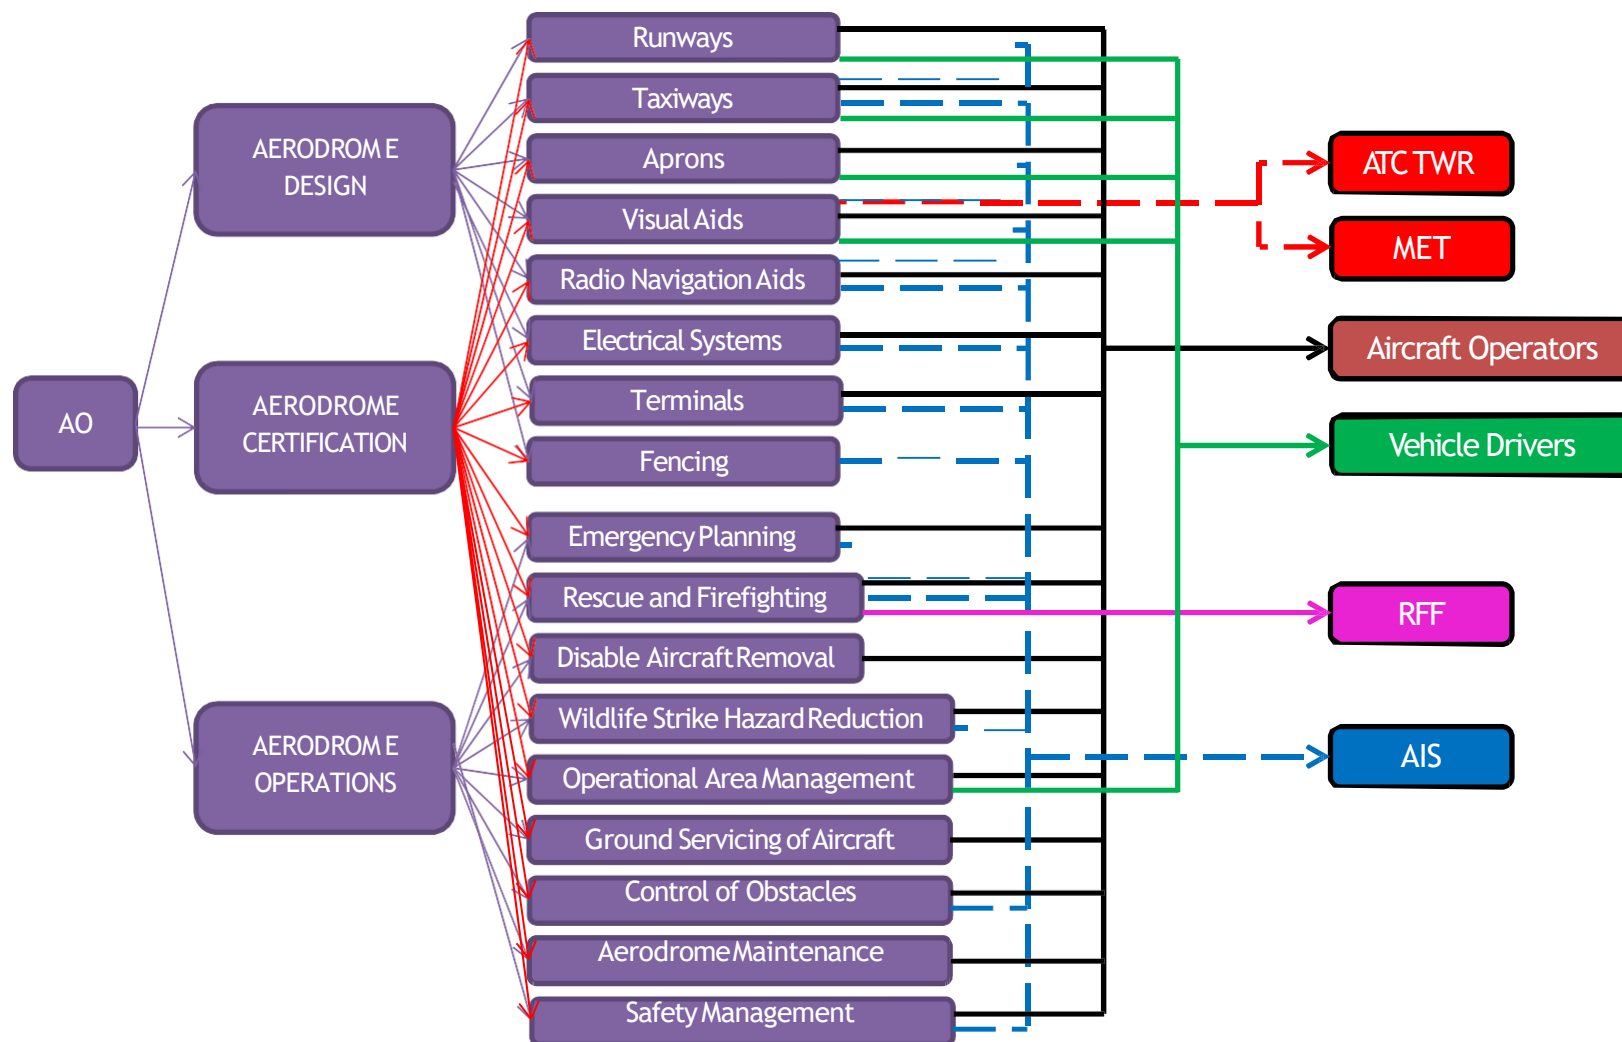 AO
AERODROME
DESIGN
AERODROME
CERTIFICATION
AERODROME
OPERATIONS
Runways
Taxiways
Aprons
Visual Aids
Radio Navigation Aids
Electrical Systems
Terminals
Fencing
Emergency Planning
Rescue and Firefighting
Disable Aircraft Removal
Wildlife Strike Hazard Reduction
Operational Area Management
Ground Servicing of Aircraft
Control of Obstacles
Aerodrome Maintenance
Safety Management
ATC TWR
MET
Aircraft Operators
Vehicle Drivers
RFF
AIS